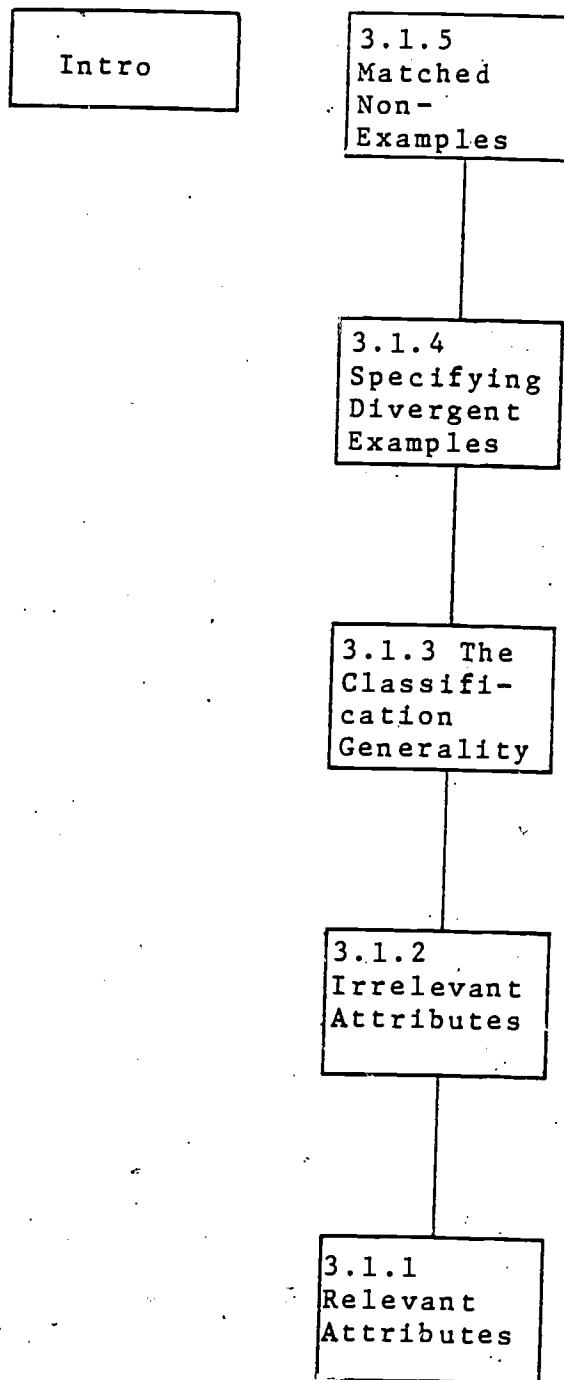 Intro
3.1.5
Matched
Non-
Examples
3.1.4
Specifying
Divergent
Examples
3.1.3 The
Classifi-
cation
Generality
3.1.2
Irrelevant
Attributes
3.1.1
Relevant
Attributes